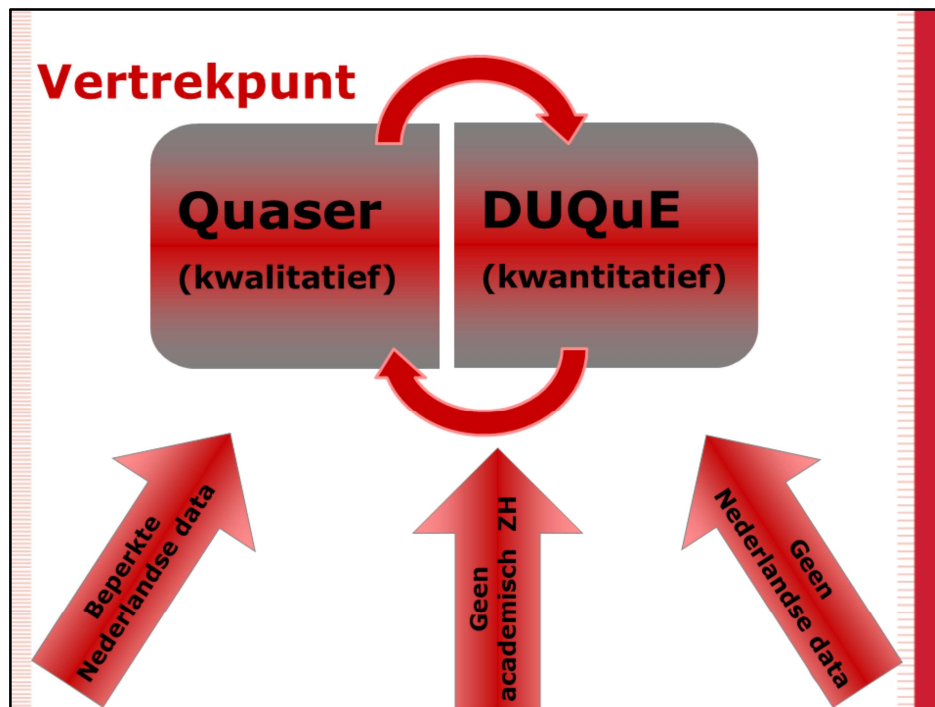 Vertrekpunt
Quaser
(kwalitatief)
DUQuE
(kwantitatief)
Beperkte
Nederlandse data
Geen
academisch ZH
Geen
Nederlandse data